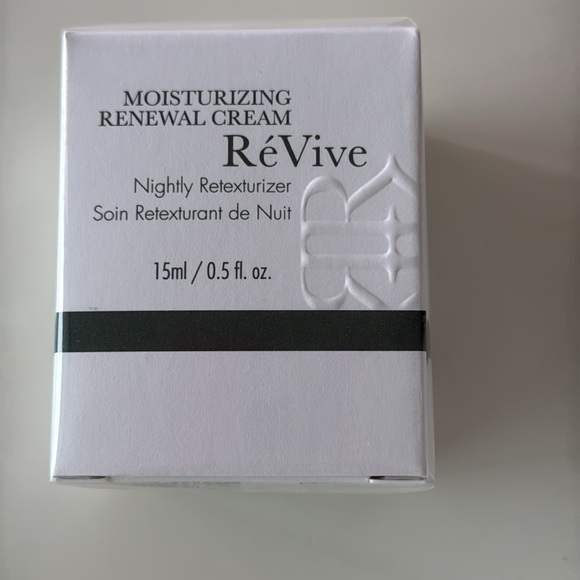 MOISTURIZING
RENEWAL CREAM
RéVive
Nightly Retexturizer
Soin Retexturant de Nuit
15ml / 0.5 fl. oz.